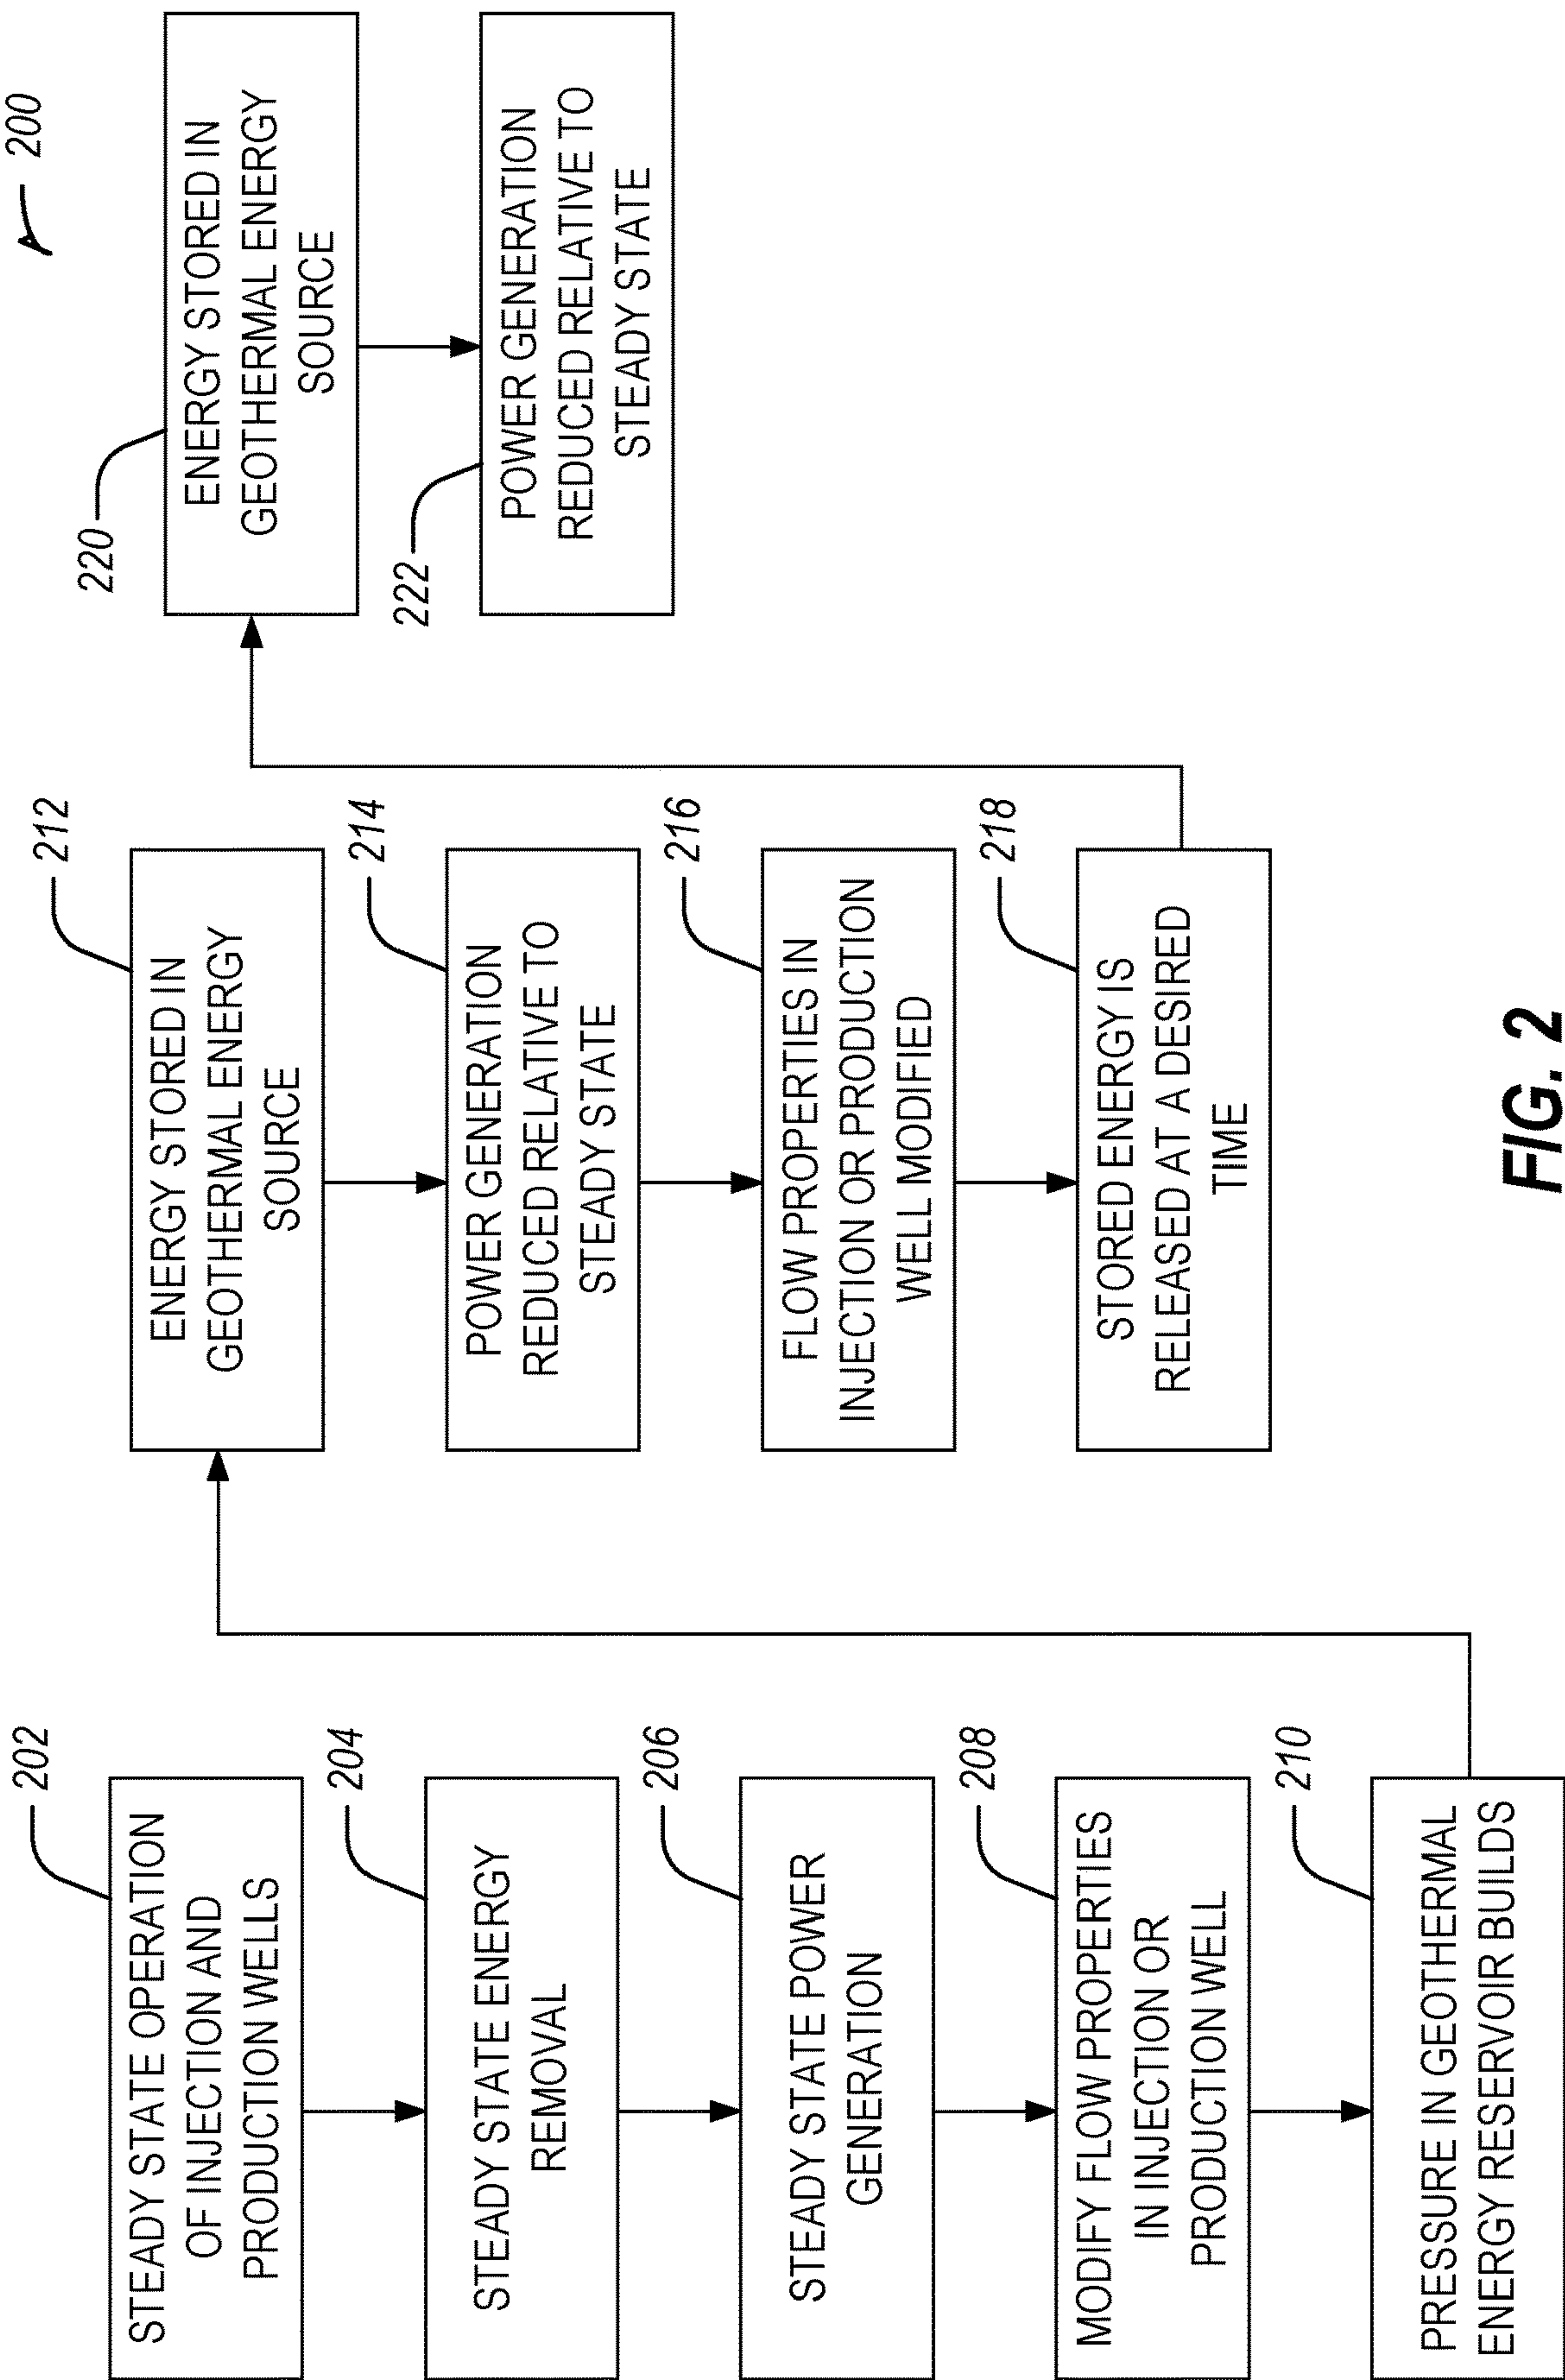 200
202
STEADY STATE OPERATION
OF INJECTION AND
PRODUCTION WELLS
204
STEADY STATE ENERGY
REMOVAL
206
STEADY STATE POWER
GENERATION
208
MODIFY FLOW PROPERTIES
IN INJECTION OR
PRODUCTION WELL
210
PRESSURE IN GEOTHERMAL
ENERGY RESERVOIR BUILDS
212
ENERGY STORED IN
GEOTHERMAL ENERGY
SOURCE
214
POWER GENERATION
REDUCED RELATIVE TO
STEADY STATE
216
FLOW PROPERTIES IN
INJECTION OR PRODUCTION
WELL MODIFIED
218
STORED ENERGY IS
RELEASED AT A DESIRED
TIME
220
ENERGY STORED IN
GEOTHERMAL ENERGY
SOURCE
222
POWER GENERATION
REDUCED RELATIVE TO
STEADY STATE
FIG. 2